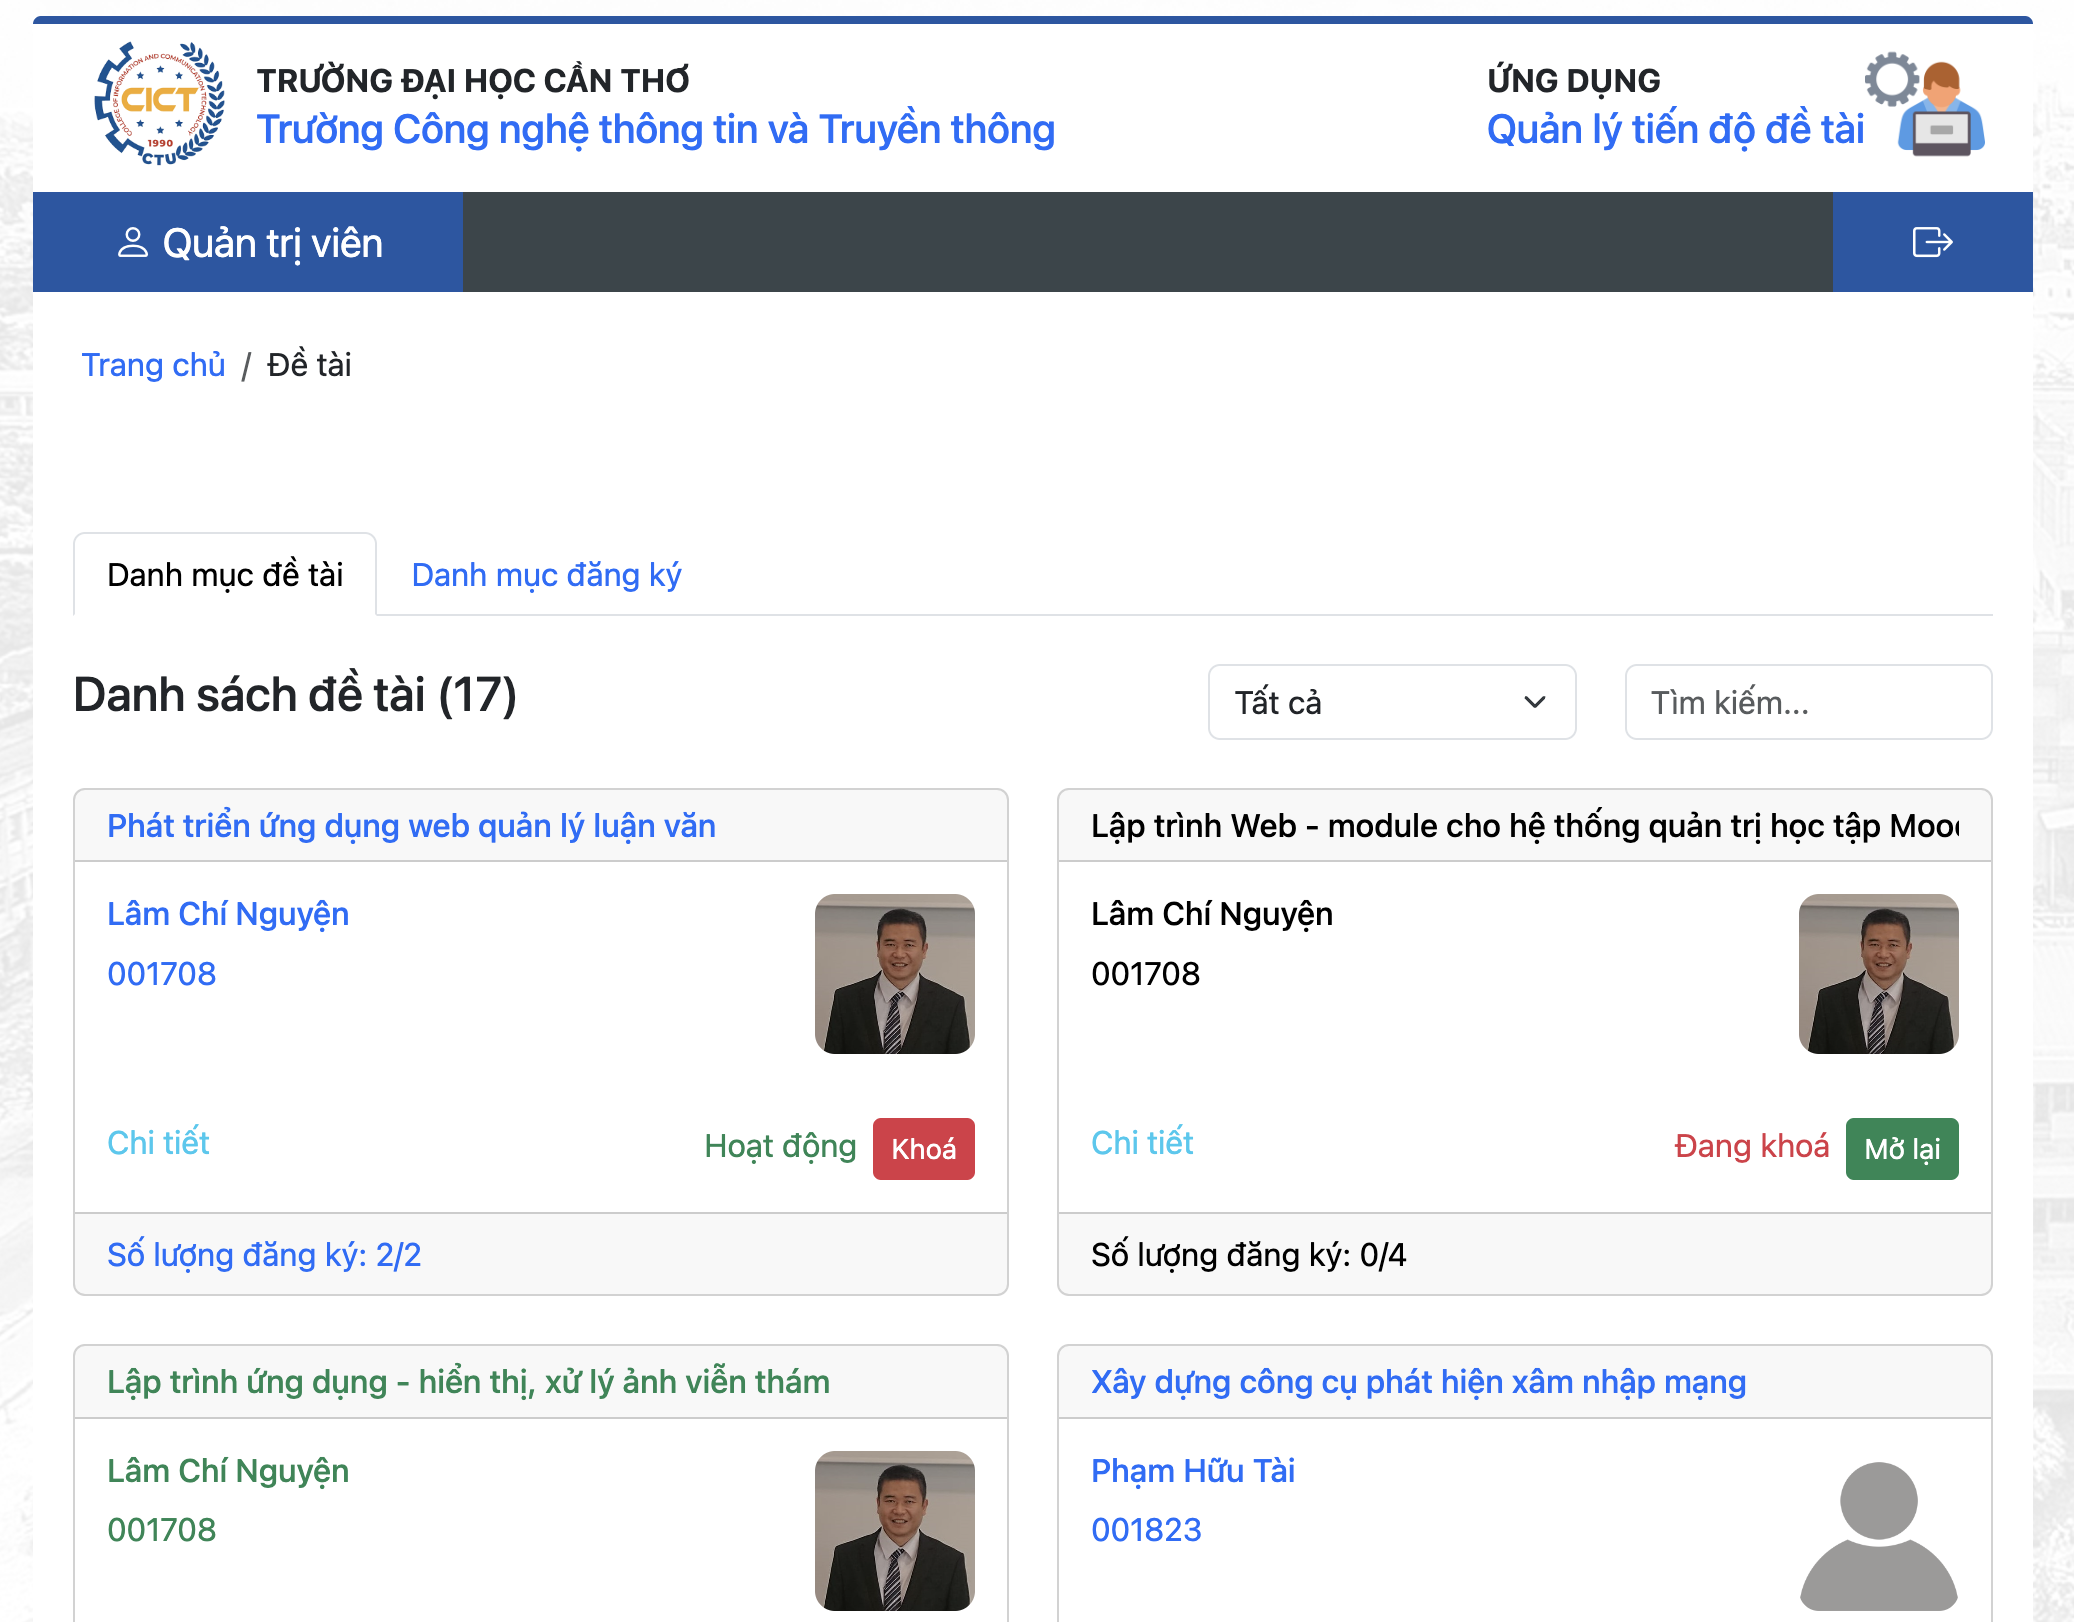 TRƯỜNG ĐẠI HỌC CẦN THƠ
Trường Công nghệ thông tin và Truyền thông
COLLEGE OF INFORMATION AND COMMUNICATION TECHNOLOGY
CICT
1990
CTU
ỨNG DỤNG
Quản lý tiến độ đề tài
Quản trị viên
Trang chủ / Đề tài
Danh mục đề tài
Danh mục đăng ký
Danh sách đề tài (17)
Tất cả
Tìm kiếm...
Phát triển ứng dụng web quản lý luận văn
Lâm Chí Nguyện
001708
Chi tiết
Hoạt động
Khoá
Số lượng đăng ký: 2/2
Lập trình Web - module cho hệ thống quản trị học tập Moo
Lâm Chí Nguyện
001708
Chi tiết
Đang khoá
Mở lại
Số lượng đăng ký: 0/4
Lập trình ứng dụng - hiển thị, xử lý ảnh viễn thám
Lâm Chí Nguyện
001708
Xây dựng công cụ phát hiện xâm nhập mạng
Phạm Hữu Tài
001823